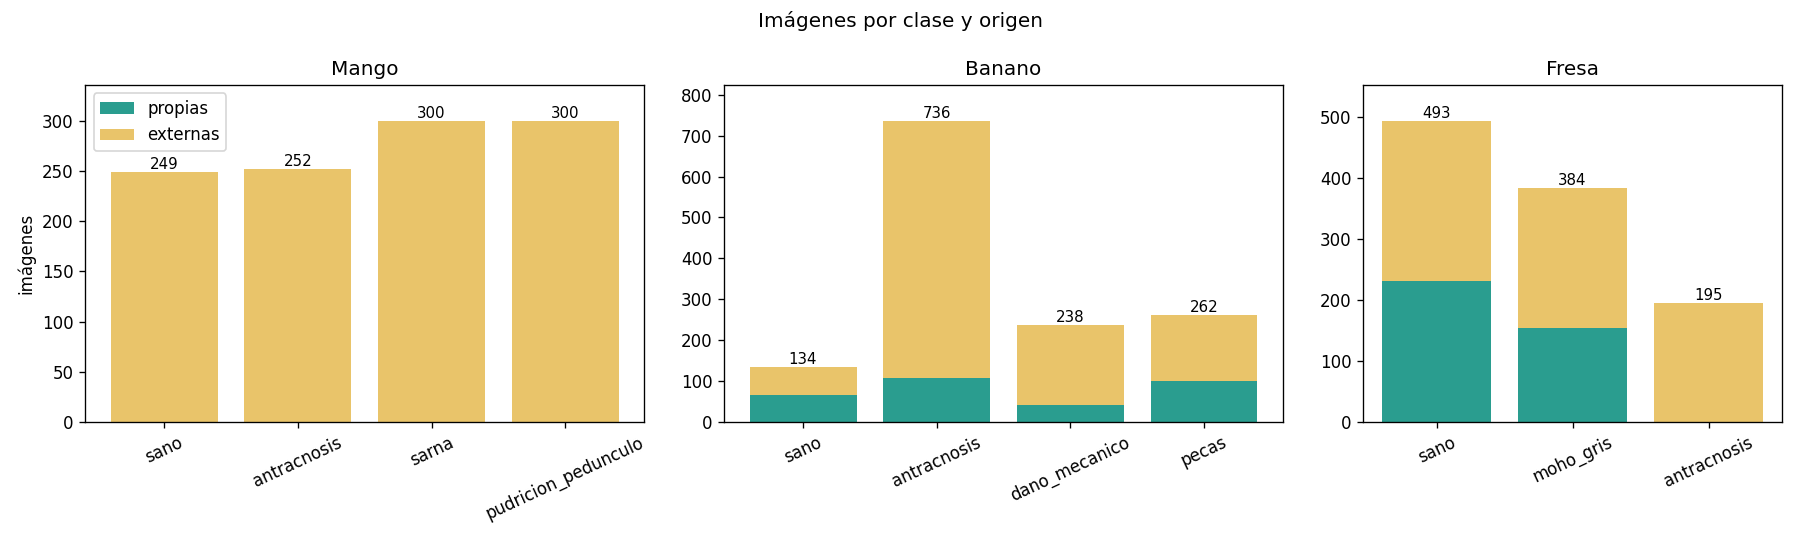 Imágenes por clase y origen
Mango
propias
externas
imágenes
300
250
200
150
100
50
0
249
252
300
300
sano
antracnosis
sarna
pudricion_pedunculo
Banano
800
700
600
500
400
300
200
100
0
134
736
238
262
sano
antracnosis
dano_mecanico
pecas
Fresa
500
400
300
200
100
0
493
384
195
sano
moho_gris
antracnosis